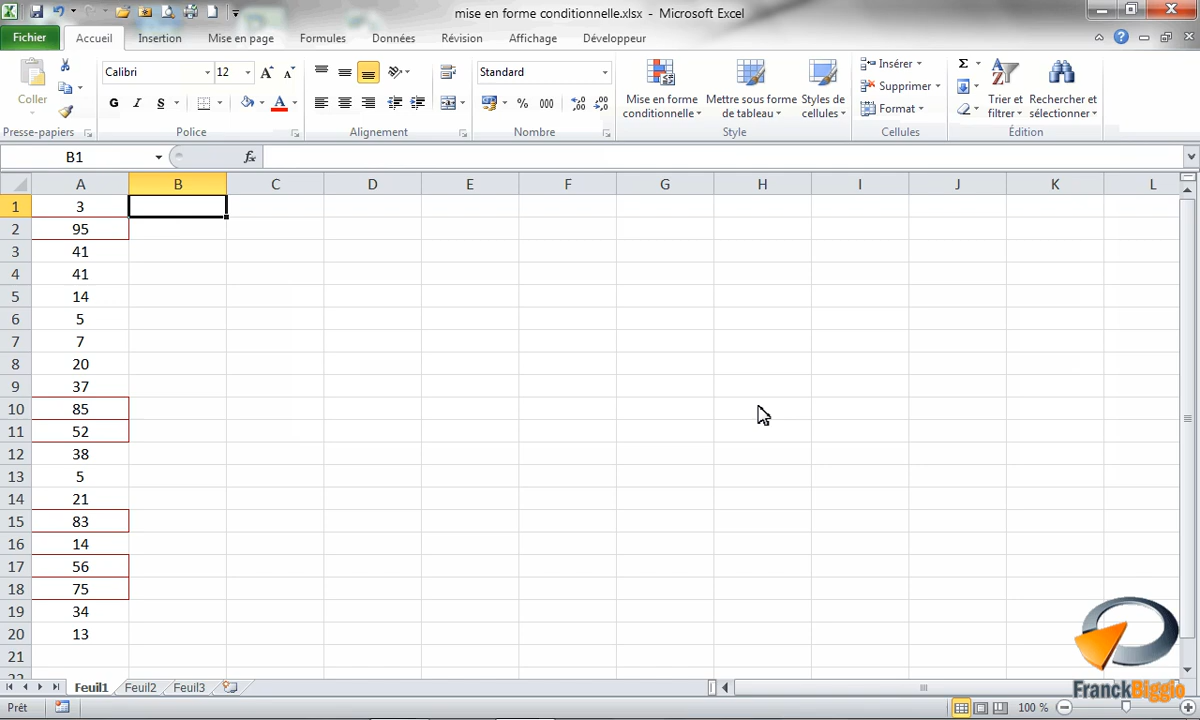 mise en forme conditionnelle.xlsx - Microsoft Excel
Fichier Accueil Insertion Mise en page Formules Données Révision Affichage Développeur
Coller
Presse-papiers
Calibri 12
G I S
Police
Alignement
Standard
% 000
Nombre
Mise en forme conditionnelle
Mettre sous forme de tableau
Styles de cellules
Style
Insérer
Supprimer
Format
Cellules
Σ
Trier et filtrer
Rechercher et sélectionner
Édition
B1 fx
A B C D E F G H I J K L
1 3
2 95
3 41
4 41
5 14
6 5
7 7
8 20
9 37
10 85
11 52
12 38
13 5
14 21
15 83
16 14
17 56
18 75
19 34
20 13
21
22
FranckBiggio
Feuil1 Feuil2 Feuil3
Prêt 100 %